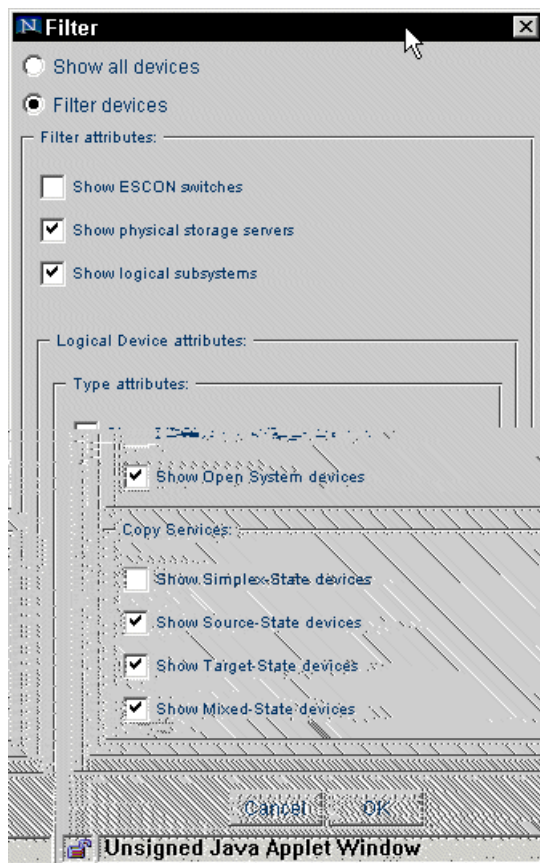 N Filter
Show all devices
Filter devices
Filter attributes:
Show ESCON switches
Show physical storage servers
Show logical subsystems
Logical Device attributes:
Type attributes:
Show Open System devices
Copy Services:
Show Simplex-State devices
Show Source-State devices
Show Target-State devices
Show Mixed-State devices
Cancel OK
Unsigned Java Applet Window